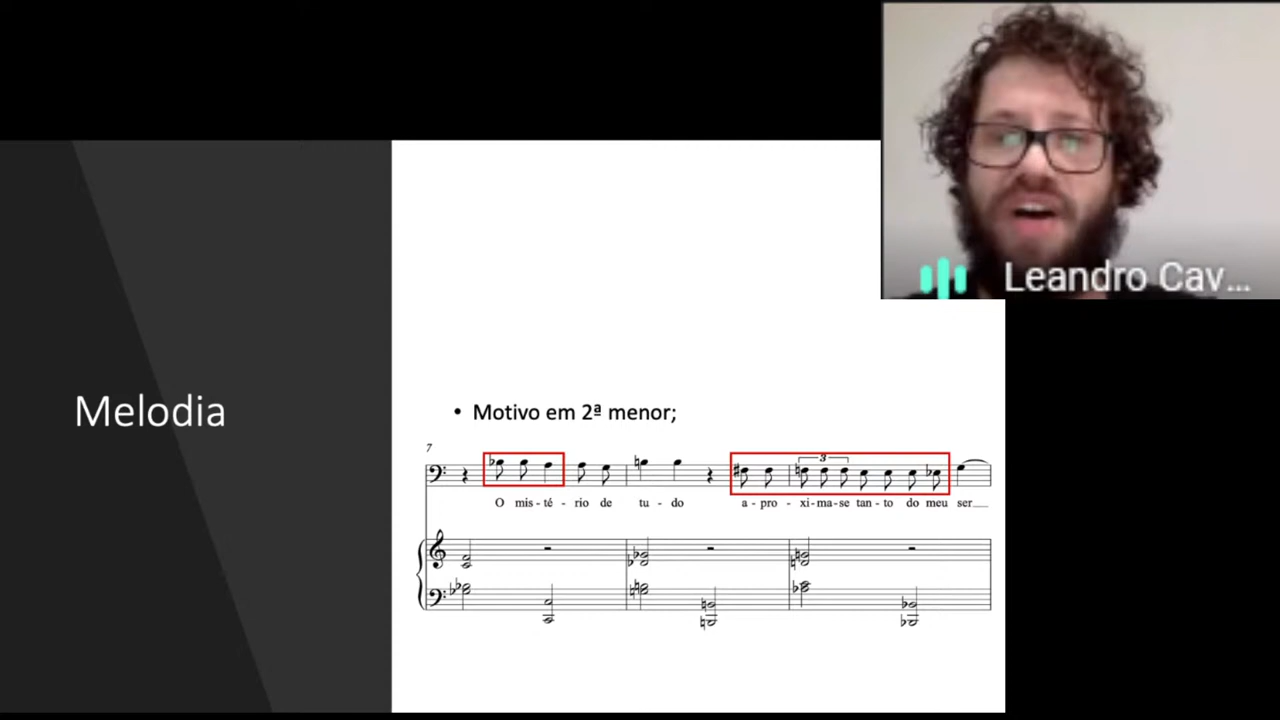 Leandro Cav...
Melodia
• Motivo em 2ª menor;
7
3
O mis - té - rio de tu - do a - pro - xi-ma-se tan - to do meu ser